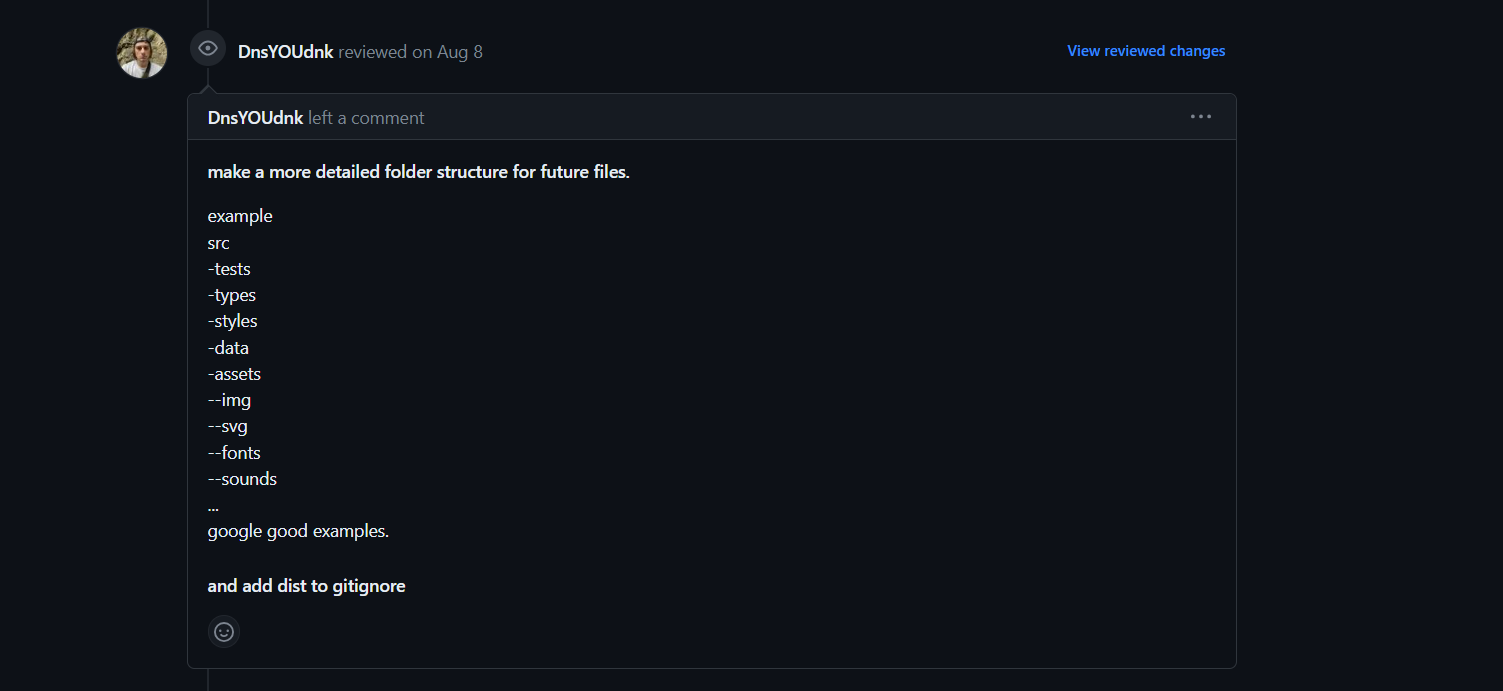 DnsYOUdnk reviewed on Aug 8
View reviewed changes
DnsYOUdnk left a comment
make a more detailed folder structure for future files.
example
src
-tests
-types
-styles
-data
-assets
--img
--svg
--fonts
--sounds
...
google good examples.
and add dist to gitignore